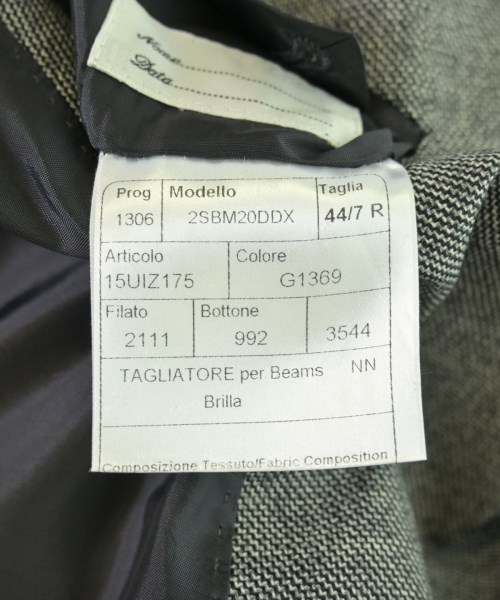 Nome
Data
Prog Modello Taglia
1306 2SBM20DDX 44/7 R
Articolo Colore
15UIZ175 G1369
Filato Bottone
2111 992 3544
TAGLIATORE per Beams NN
Brilla
Composizione Tessuto/Fabric Composition